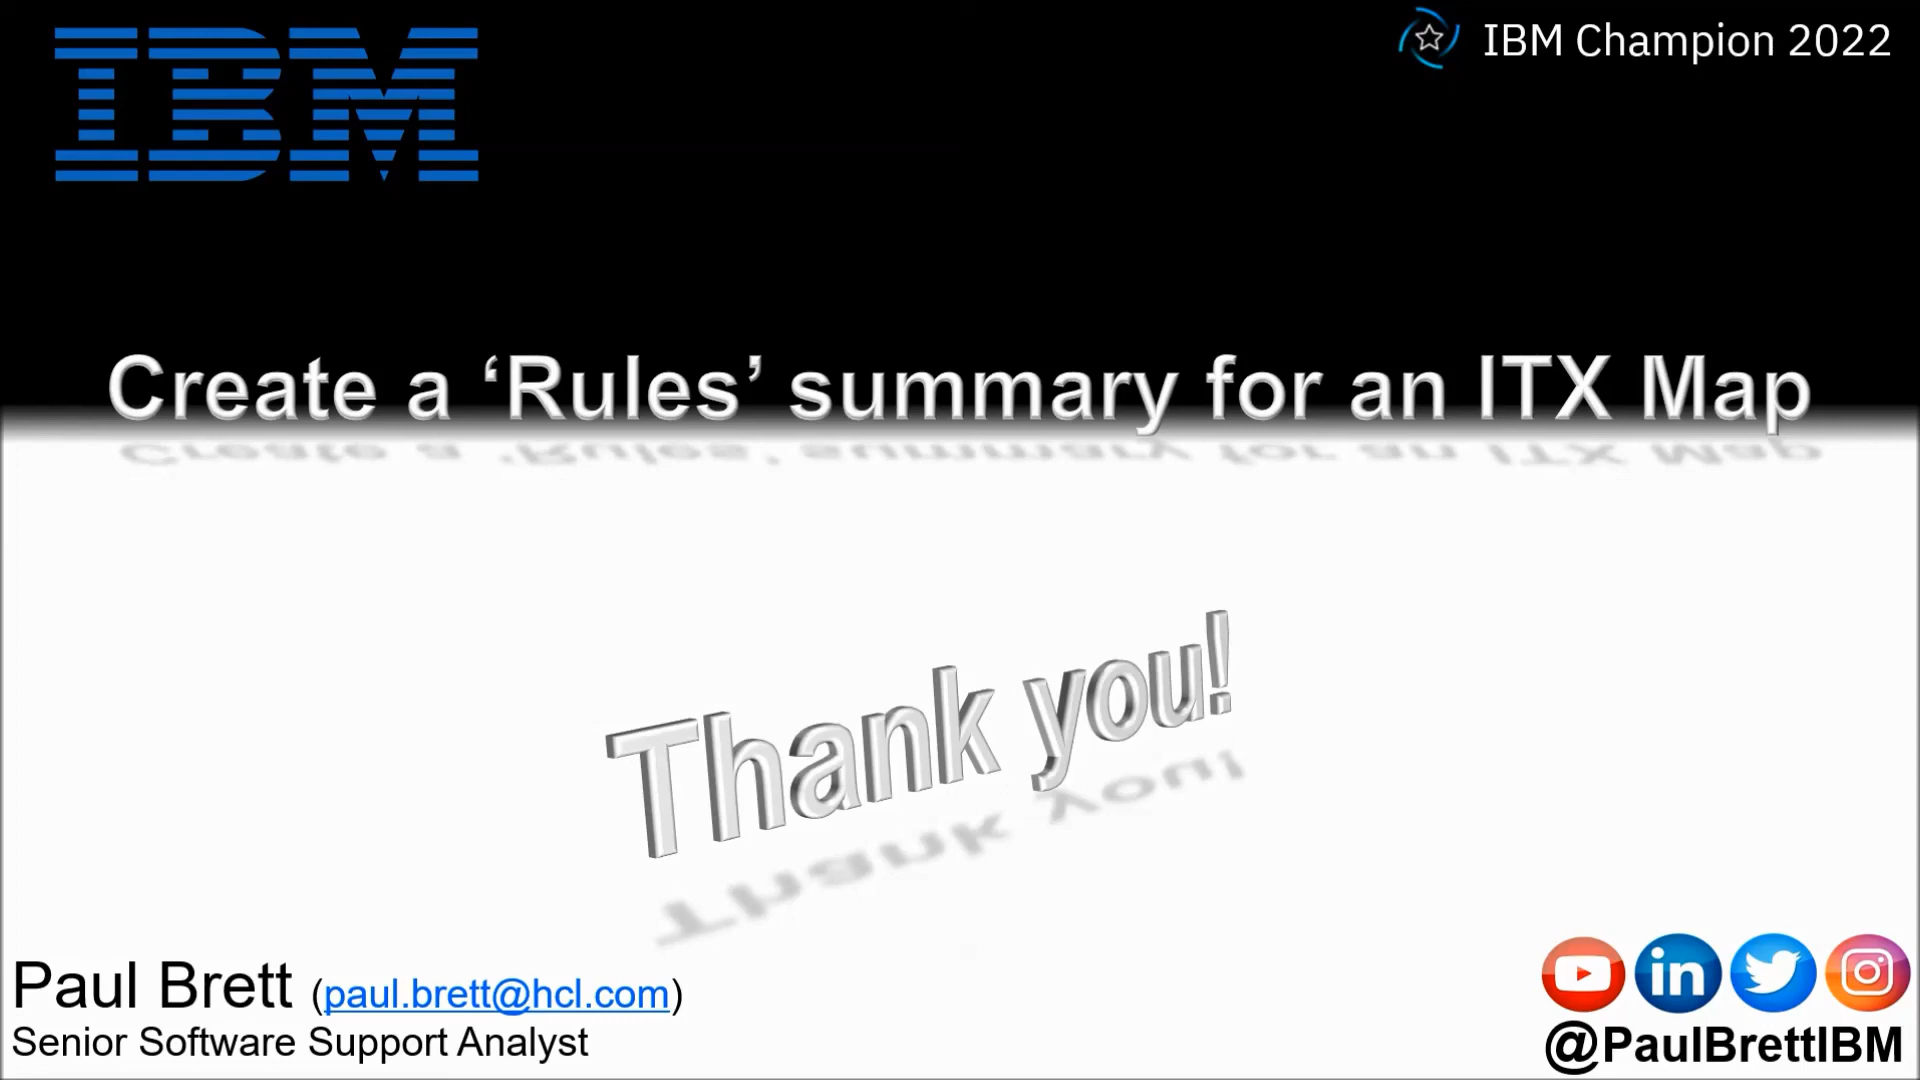 IBM
IBM Champion 2022
Create a ‘Rules’ summary for an ITX Map
Thank you!
Paul Brett (paul.brett@hcl.com)
Senior Software Support Analyst
in
@PaulBrettIBM